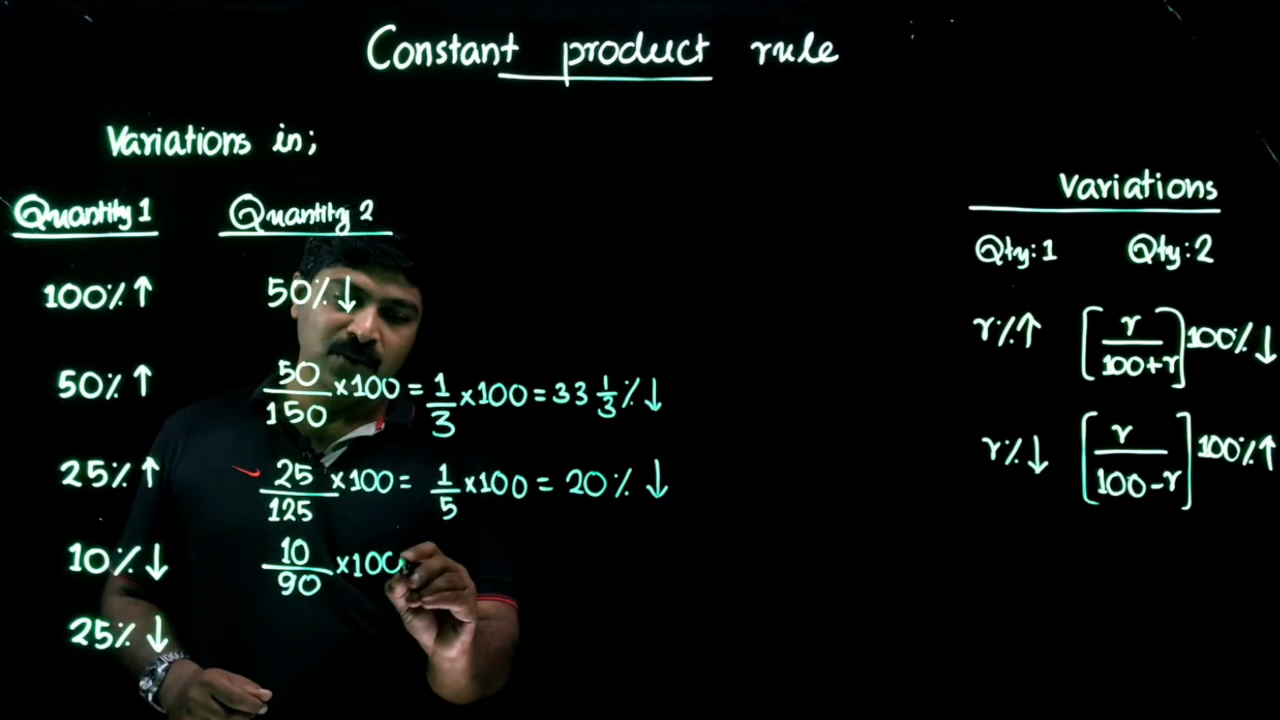 Constant product rule
Variations in;
Quantity 1 Quantity 2
100% ↑ 50% ↓
50% ↑ 50/150 ×100 = 1/3 ×100 = 33 1/3 % ↓
25% ↑ 25/125 ×100 = 1/5 ×100 = 20% ↓
10% ↓ 10/90 ×100
25% ↓
Variations
Qty:1 Qty:2
r% ↑ [r/100+r] 100% ↓
r% ↓ [r/100-r] 100% ↑